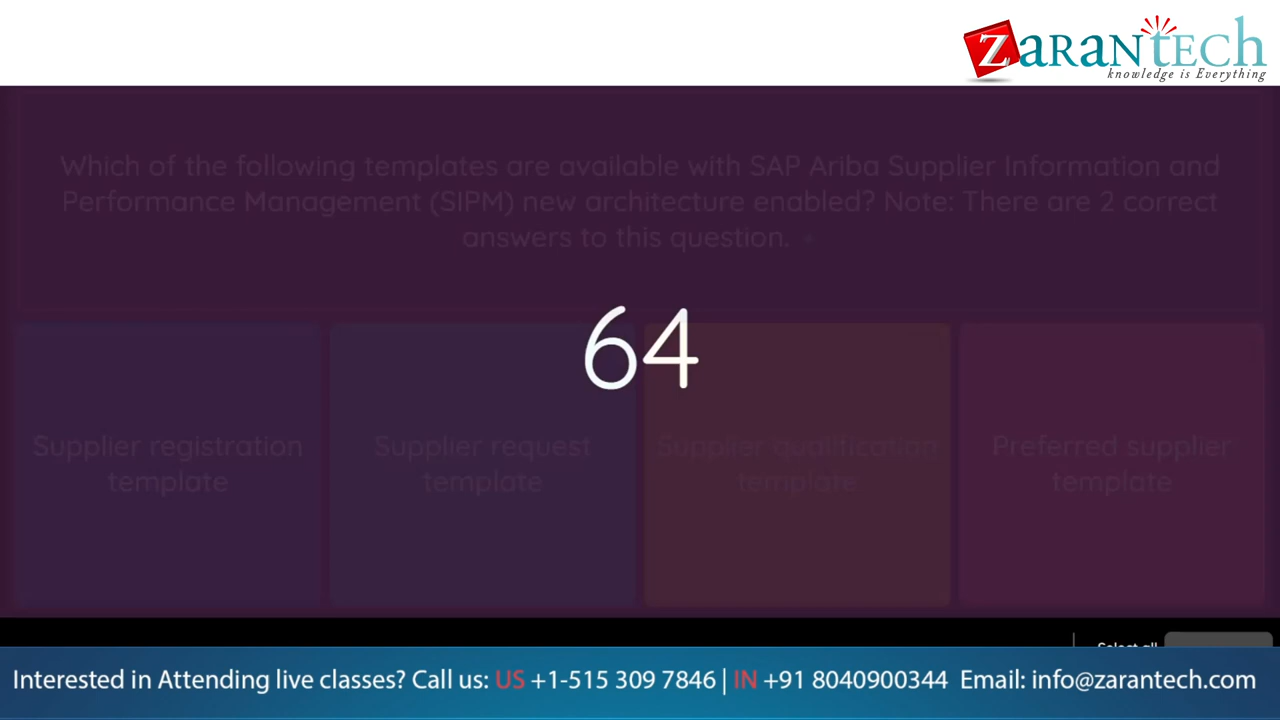 ZARANTECH
knowledge is Everything
Which of the following templates are available with SAP Ariba Supplier Information and
Performance Management (SIPM) new architecture enabled? Note: There are 2 correct
answers to this question.
64
Supplier registration
template
Supplier request
template
Supplier qualification
template
Preferred supplier
template
Select all
Interested in Attending live classes? Call us: US +1-515 309 7846 | IN +91 8040900344 Email: info@zarantech.com